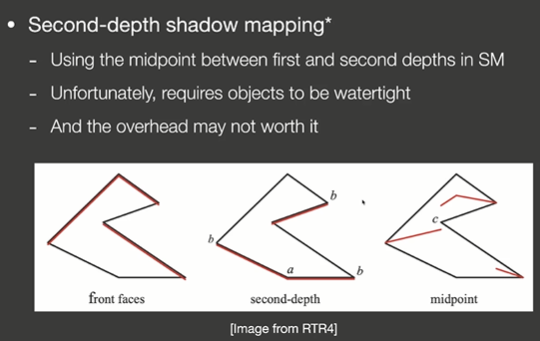 • Second-depth shadow mapping*
- Using the midpoint between first and second depths in SM
- Unfortunately, requires objects to be watertight
- And the overhead may not worth it
b
c
b
a
b
front faces
second-depth
midpoint
[Image from RTR4]